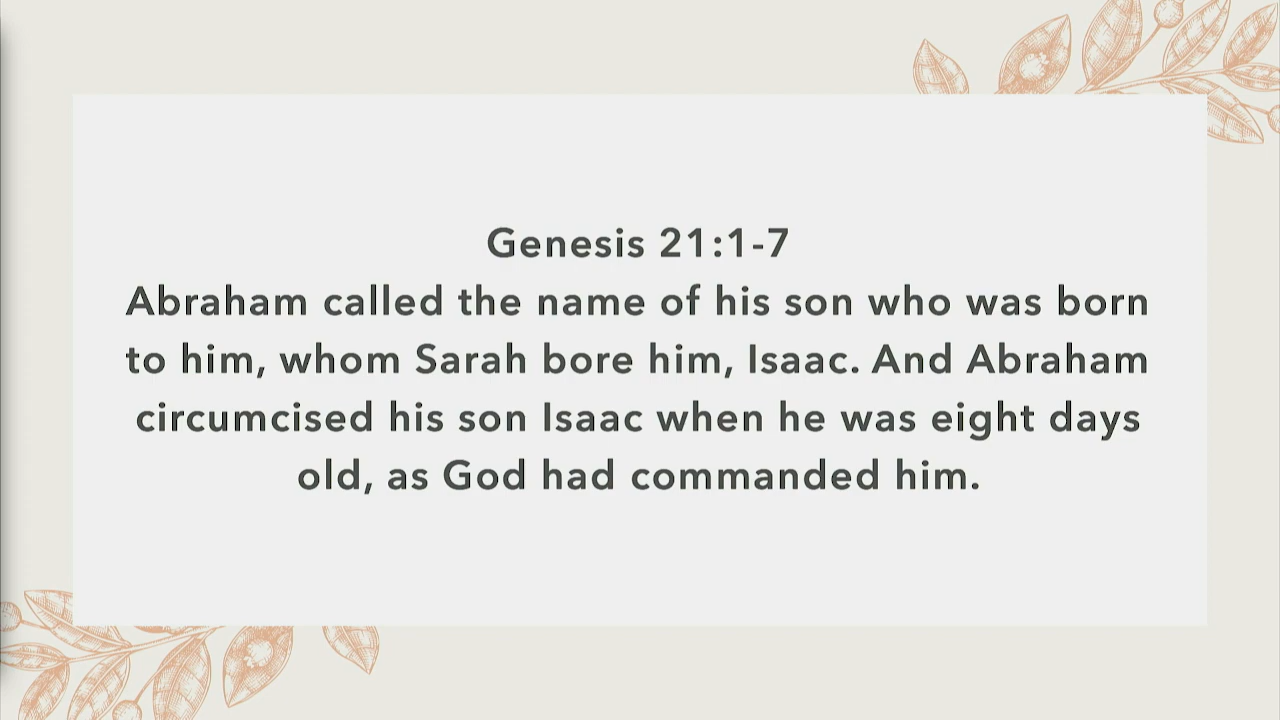 Genesis 21:1-7
Abraham called the name of his son who was born
to him, whom Sarah bore him, Isaac. And Abraham
circumcised his son Isaac when he was eight days
old, as God had commanded him.